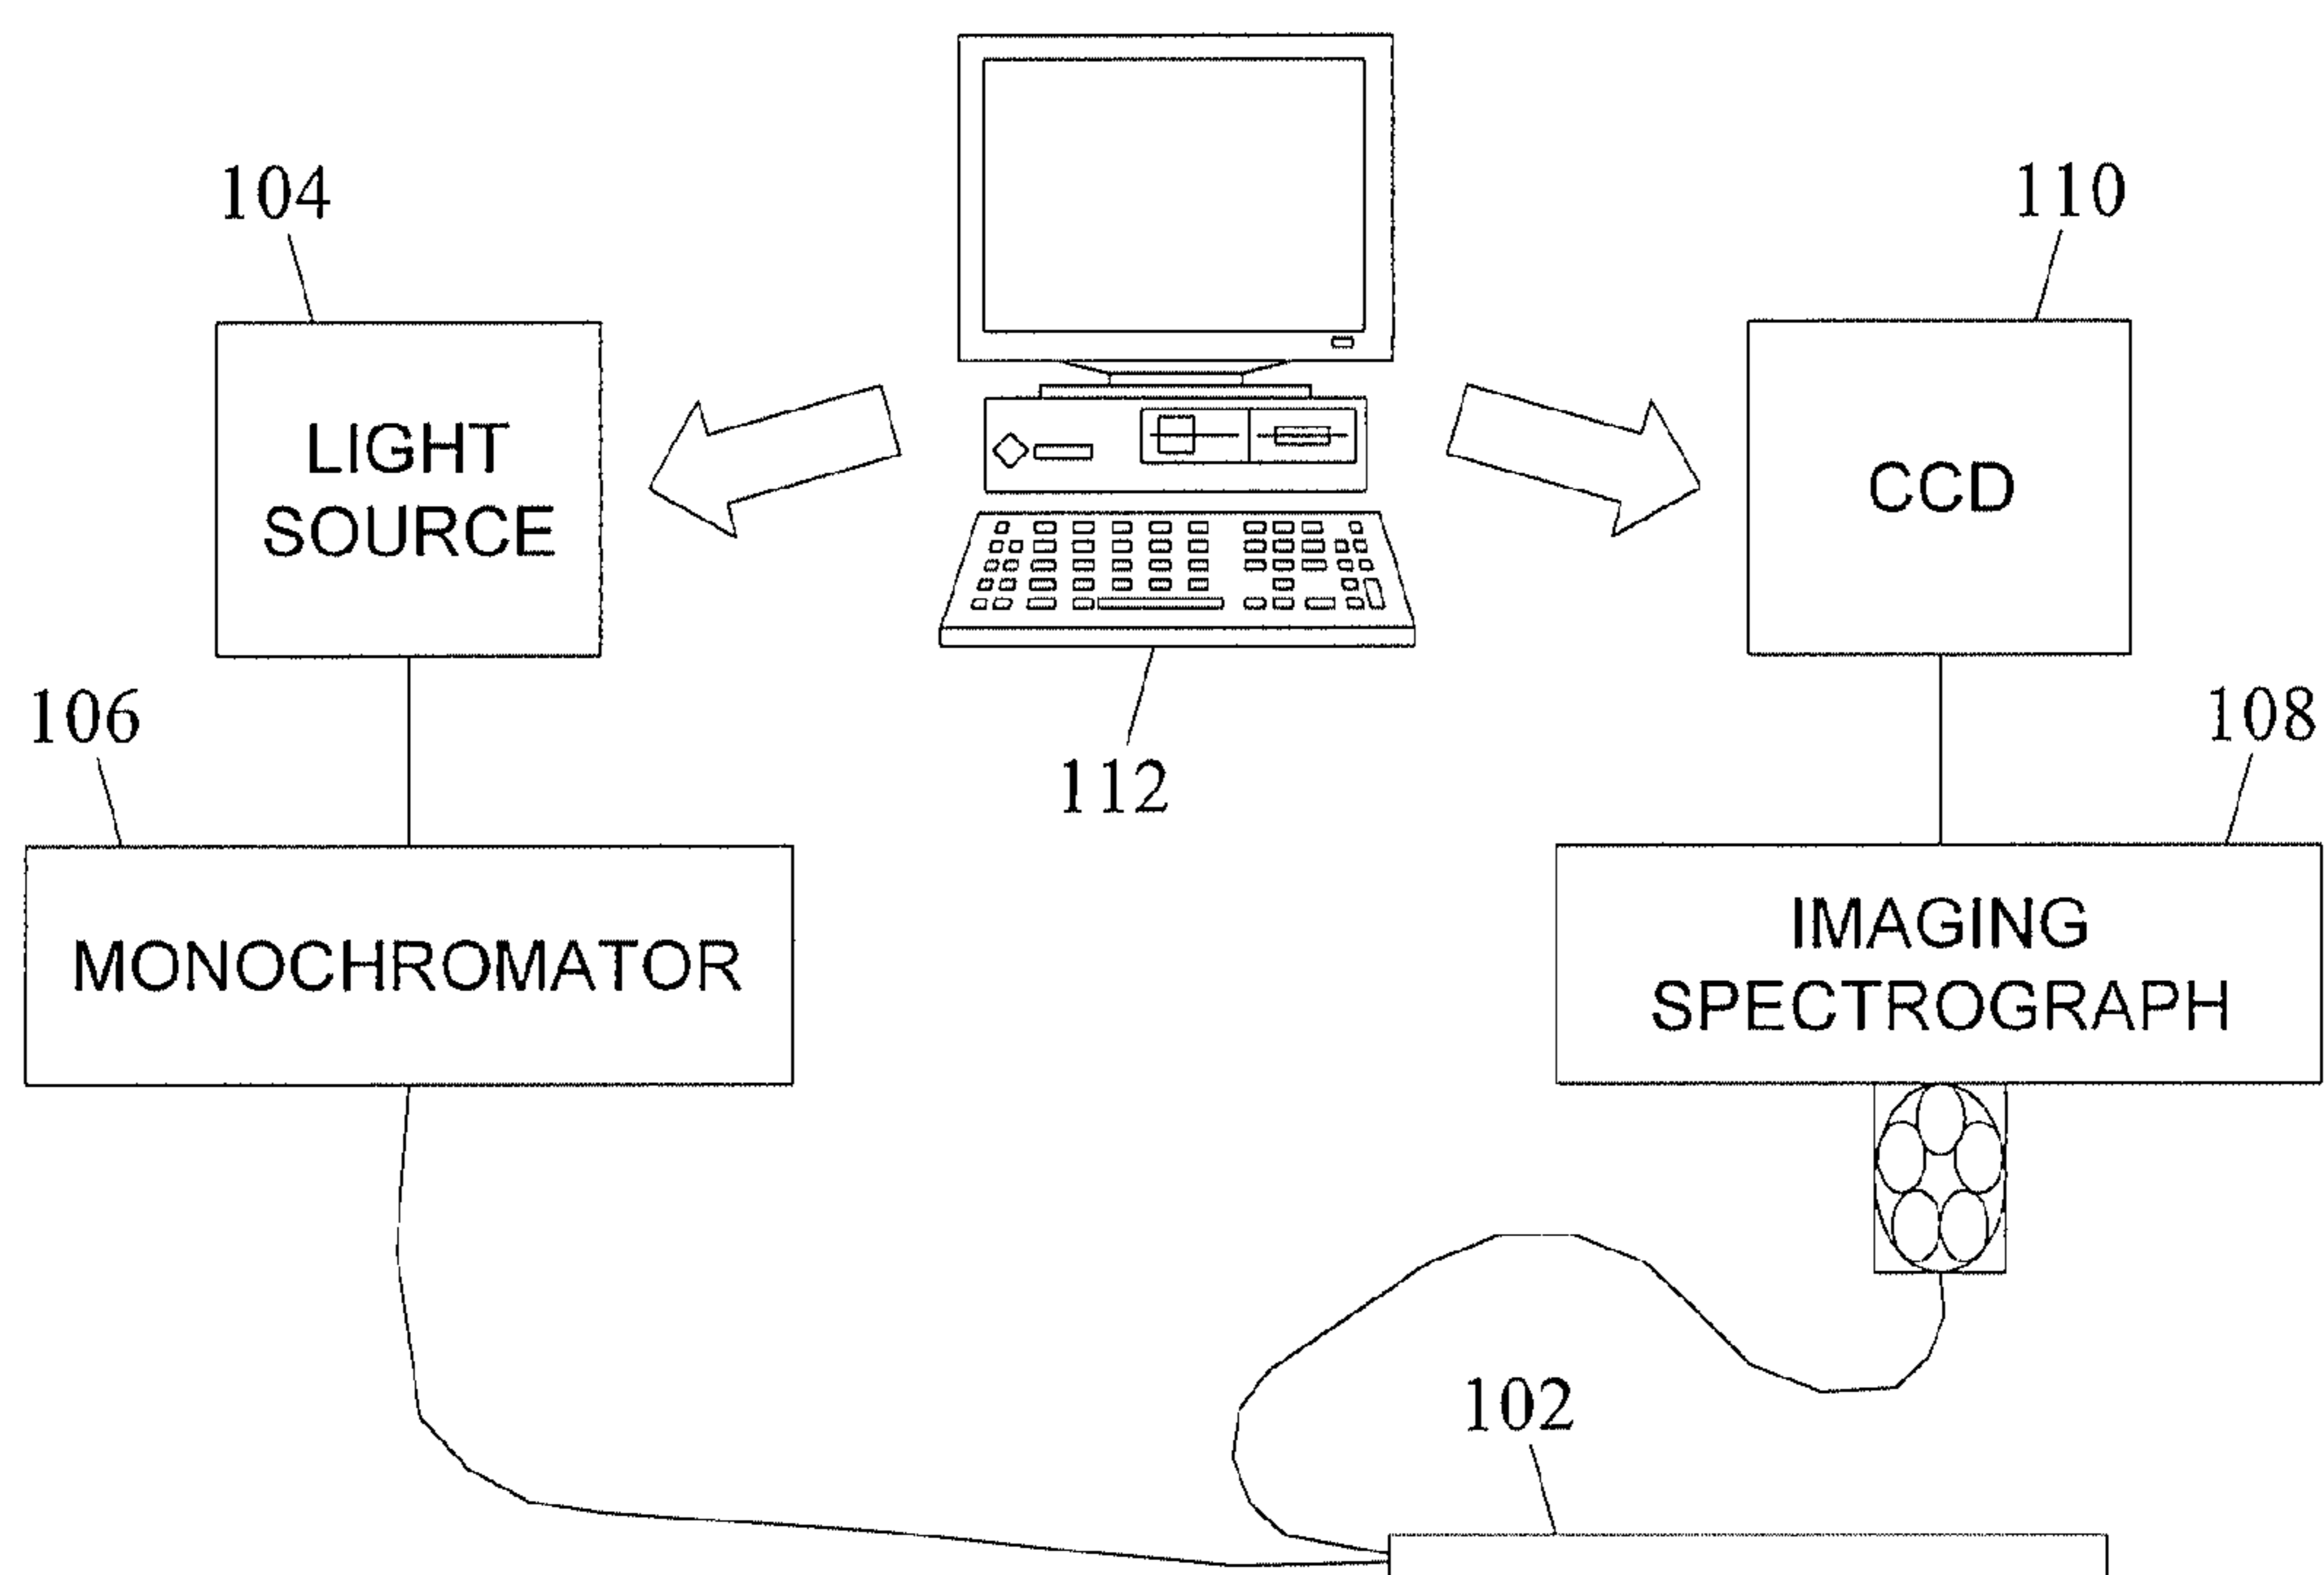 104
110
LIGHT
SOURCE
CCD
106
108
112
MONOCHROMATOR
IMAGING
SPECTROGRAPH
102